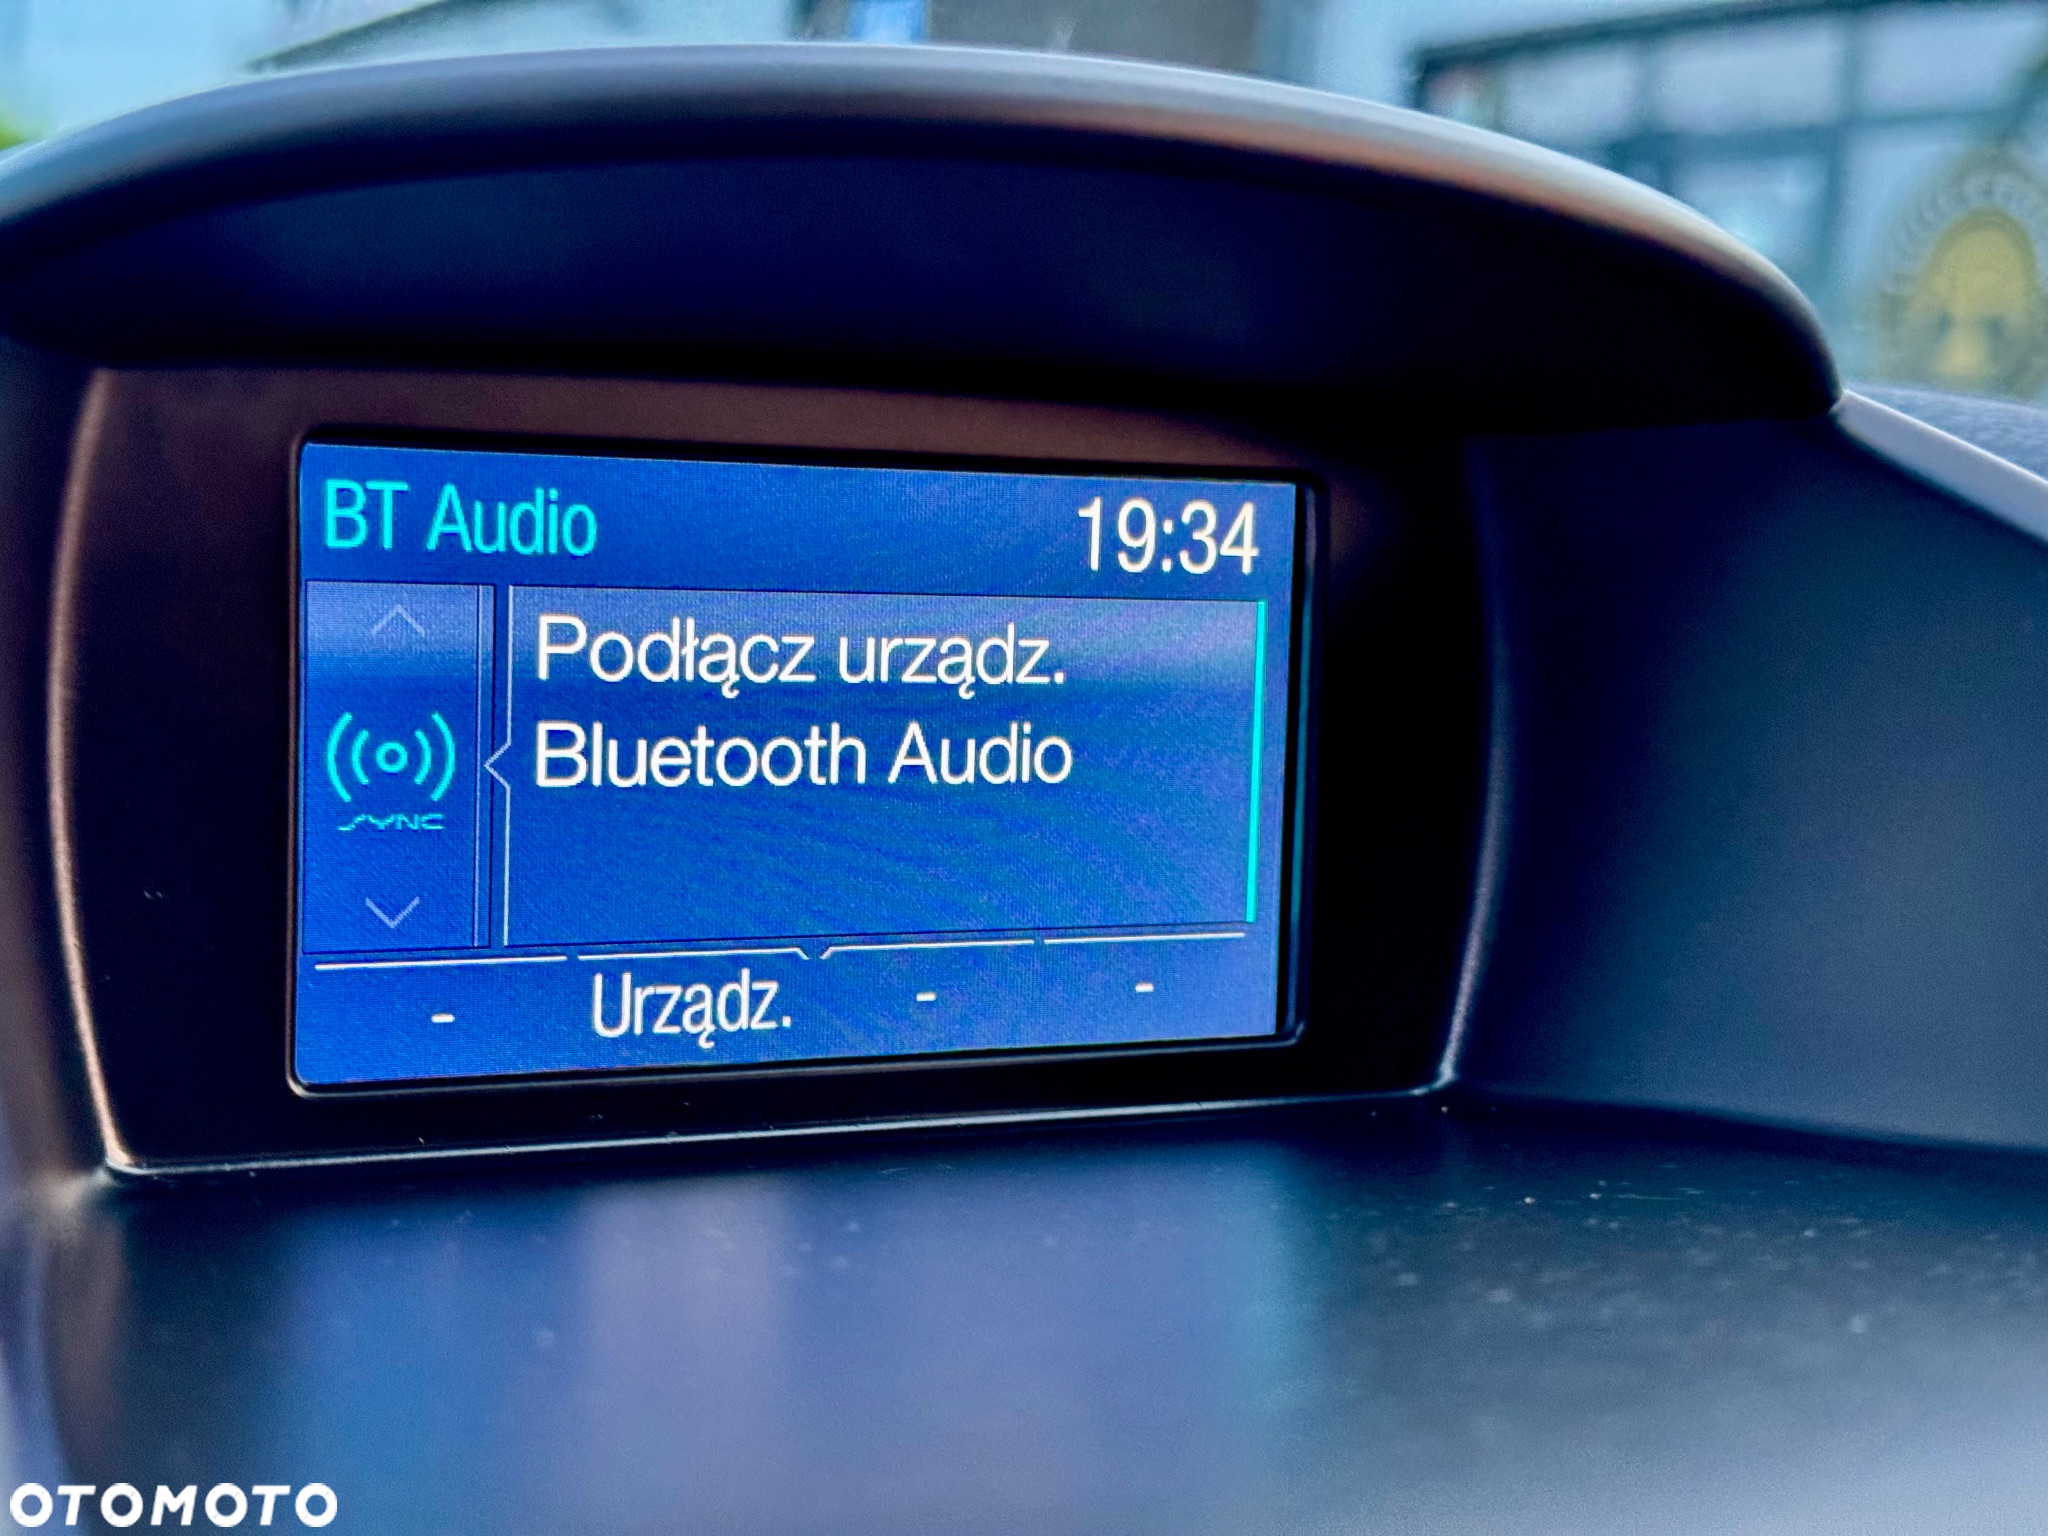 BT Audio 19:34
Podłącz urządz.
Bluetooth Audio
SYNC
- Urządz. - -
OTOMOTO